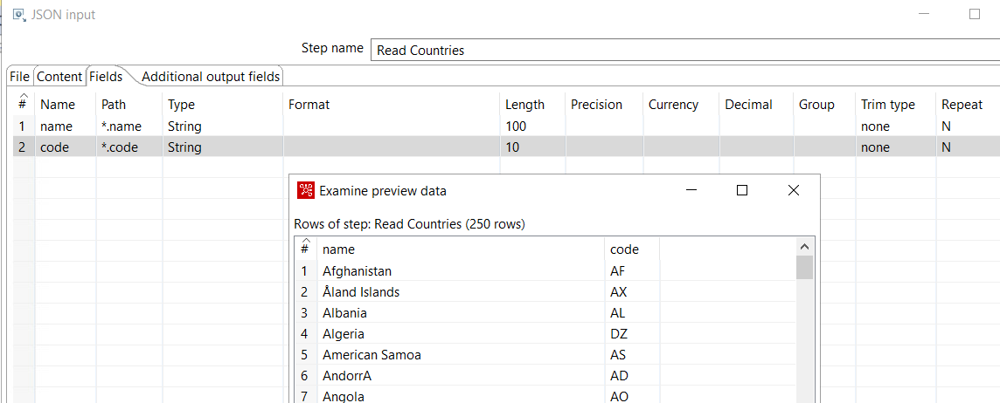 JSON input
Step name Read Countries
File Content Fields Additional output fields
# Name Path Type Format Length Precision Currency Decimal Group Trim type Repeat
1 name *.name String 100 none N
2 code *.code String 10 none N
Examine preview data
Rows of step: Read Countries (250 rows)
# name code
1 Afghanistan AF
2 Åland Islands AX
3 Albania AL
4 Algeria DZ
5 American Samoa AS
6 AndorrA AD
7 Angola AO